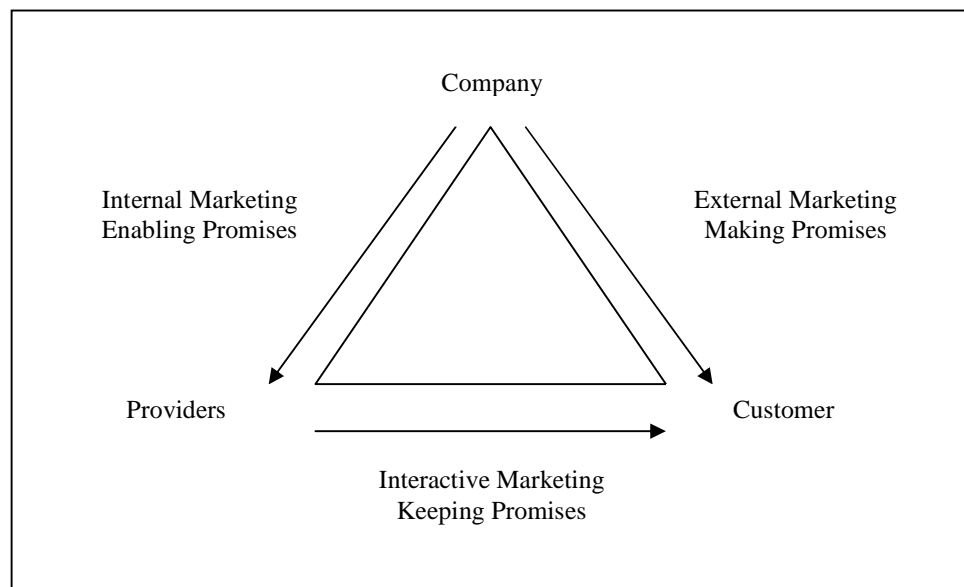 Company
Internal Marketing
Enabling Promises
External Marketing
Making Promises
Providers
Customer
Interactive Marketing
Keeping Promises